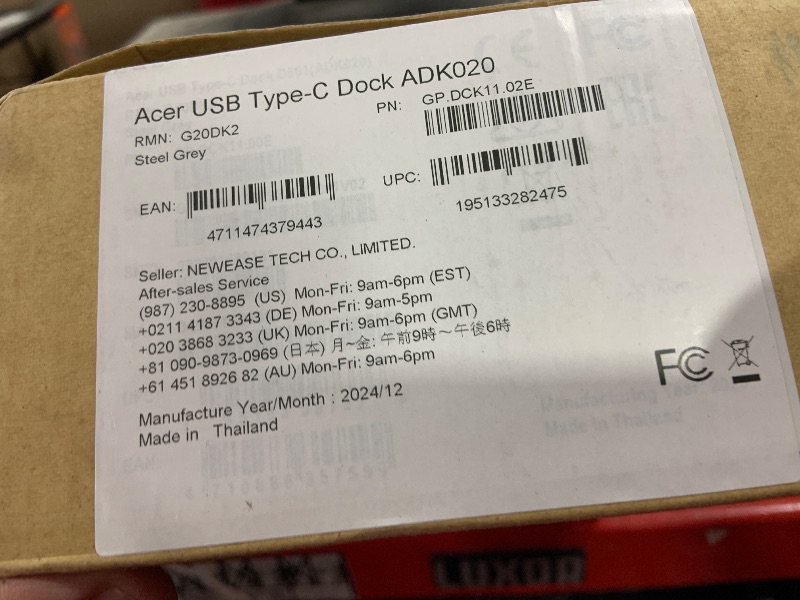 Acer USB Type-C Dock ADK020
RMN: G20DK2
PN: GP.DCK11.02E
Steel Grey
EAN:
4711474379443
UPC:
195133282475
Seller: NEWEASE TECH CO., LIMITED.
After-sales Service
(987) 230-8895 (US) Mon-Fri: 9am-6pm (EST)
+0211 4187 3343 (DE) Mon-Fri: 9am-5pm
+020 3868 3233 (UK) Mon-Fri: 9am-6pm (GMT)
+81 090-9873-0969 (日本) 月~金: 午前9時～午後6時
+61 451 8926 82 (AU) Mon-Fri: 9am-6pm
Manufacture Year/Month : 2024/12
Made in Thailand
FC
LUXOR